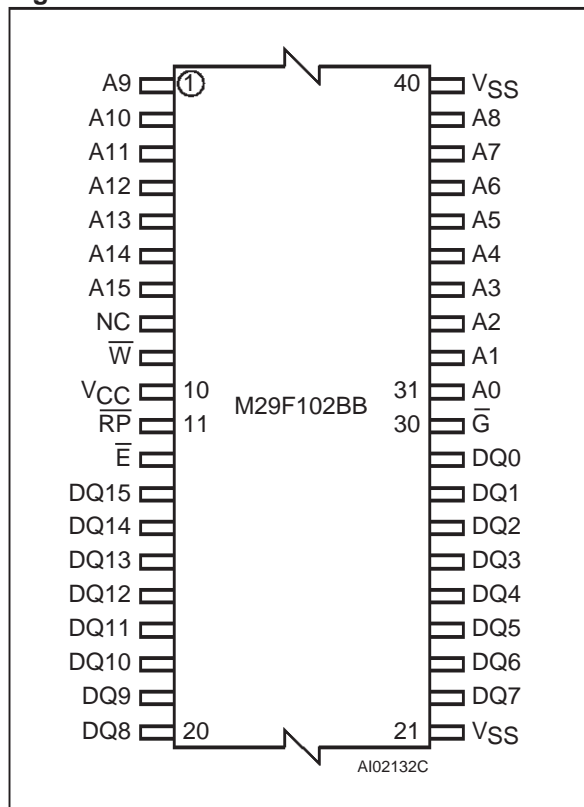 A9 1 40 VSS
A10 A8
A11 A7
A12 A6
A13 A5
A14 A4
A15 A3
NC A2
W̅ A1
VCC 10 31 A0
M29F102BB
R̅P̅ 11 30 G̅
E̅ DQ0
DQ15 DQ1
DQ14 DQ2
DQ13 DQ3
DQ12 DQ4
DQ11 DQ5
DQ10 DQ6
DQ9 DQ7
DQ8 20 21 VSS
AI02132C